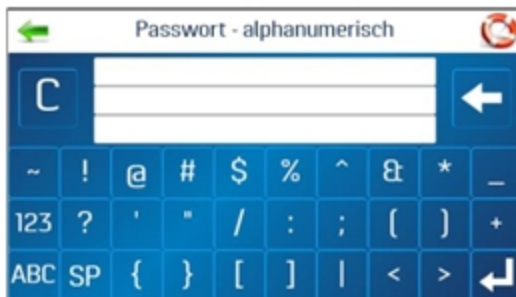 Passwort - alphanumerisch
C
~ ! @ # $ % ^ & * _
123 ? ' " / : ; ( ) +
ABC SP { } [ ] | < >